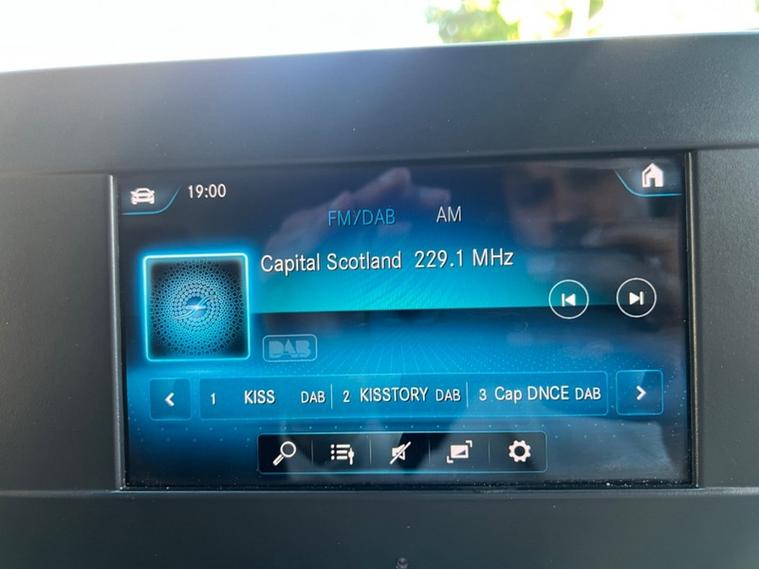 19:00
FM/DAB AM
Capital Scotland 229.1 MHz
DAB
1 KISS DAB 2 KISSTORY DAB 3 Cap DNCE DAB